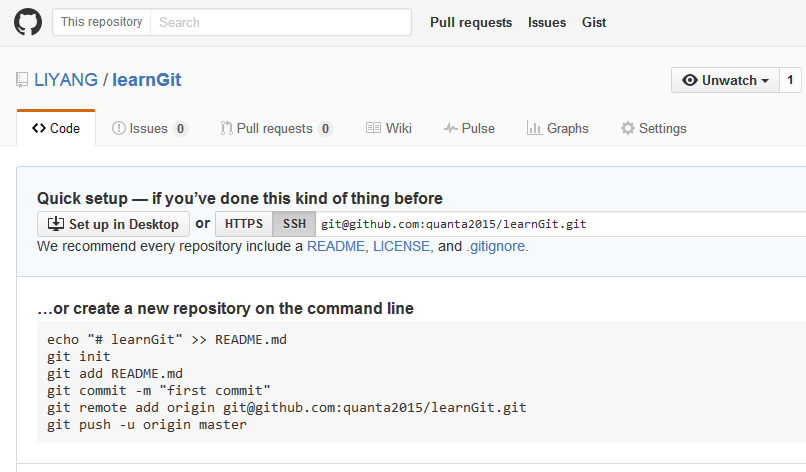 This repository Search Pull requests Issues Gist
LIYANG / learnGit Unwatch 1
Code Issues 0 Pull requests 0 Wiki Pulse Graphs Settings
Quick setup — if you’ve done this kind of thing before
Set up in Desktop or HTTPS SSH git@github.com:quanta2015/learnGit.git
We recommend every repository include a README, LICENSE, and .gitignore.
…or create a new repository on the command line
echo "# learnGit" >> README.md
git init
git add README.md
git commit -m "first commit"
git remote add origin git@github.com:quanta2015/learnGit.git
git push -u origin master